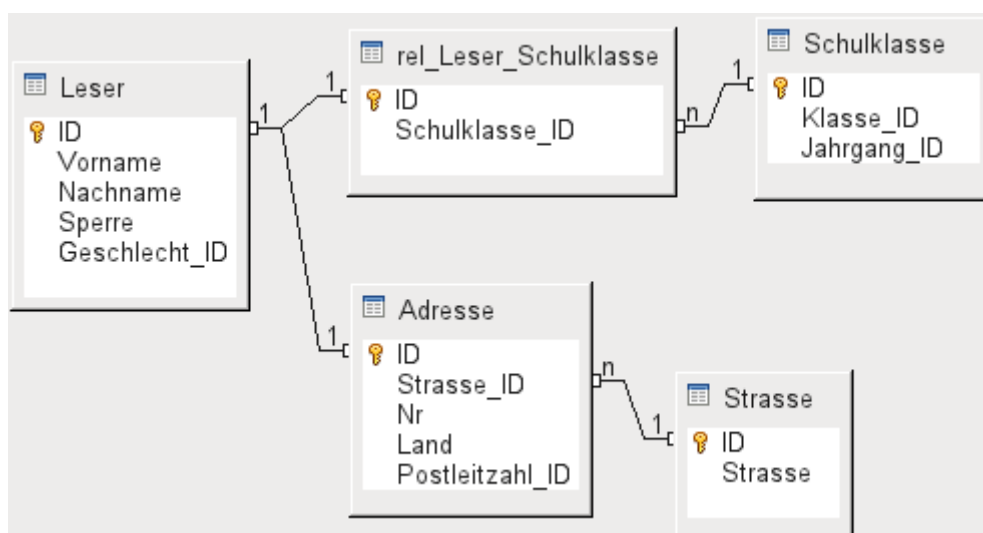 Leser
ID
Vorname
Nachname
Sperre
Geschlecht_ID
1
1
rel_Leser_Schulklasse
ID
Schulklasse_ID
n
1
Schulklasse
ID
Klasse_ID
Jahrgang_ID
1
Adresse
ID
Strasse_ID
Nr
Land
Postleitzahl_ID
n
1
Strasse
ID
Strasse